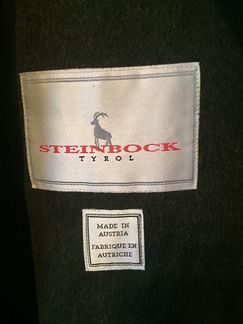 STEINBOCK
TYROL
MADE IN
AUSTRIA
FABRIQUE EN
AUTRICHE